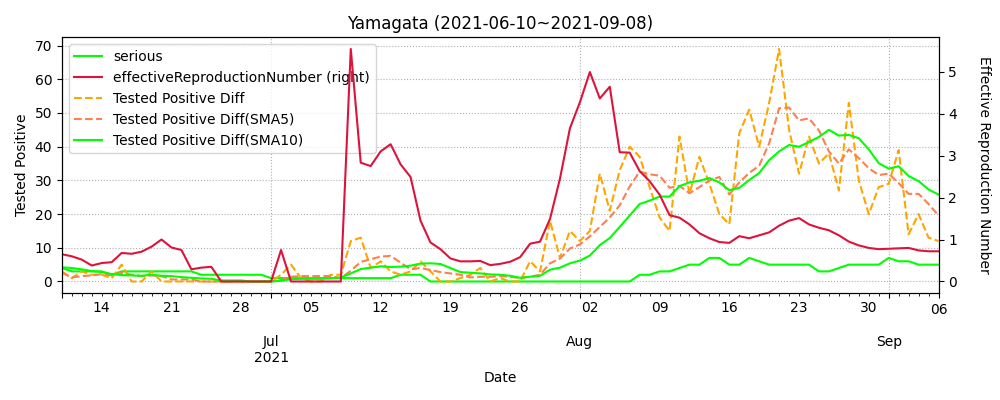 Yamagata (2021-06-10~2021-09-08)
serious
effectiveReproductionNumber (right)
Tested Positive Diff
Tested Positive Diff(SMA5)
Tested Positive Diff(SMA10)
Tested Positive
70
60
50
40
30
20
10
0
5
4
3
2
1
0
Effective Reproduction Number
14 21 28 05 12 19 26 02 09 16 23 30 06
Jul Aug Sep
2021
Date